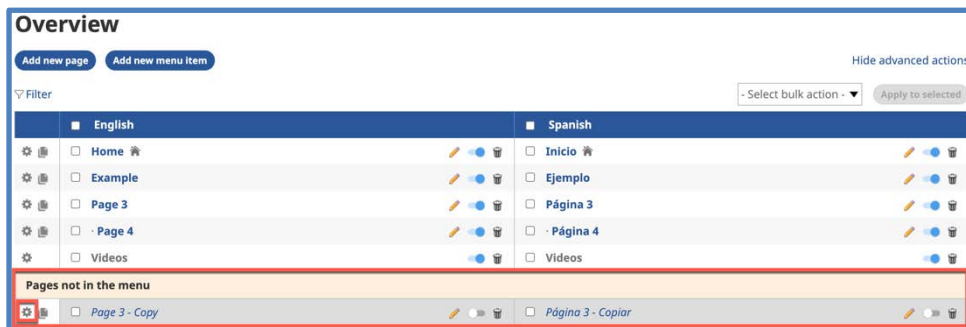 Overview
Add new page Add new menu item Hide advanced actions
Filter - Select bulk action - Apply to selected
English Spanish
Home Inicio
Example Ejemplo
Page 3 Página 3
· Page 4 · Página 4
Videos Videos
Pages not in the menu
Page 3 - Copy Página 3 - Copiar